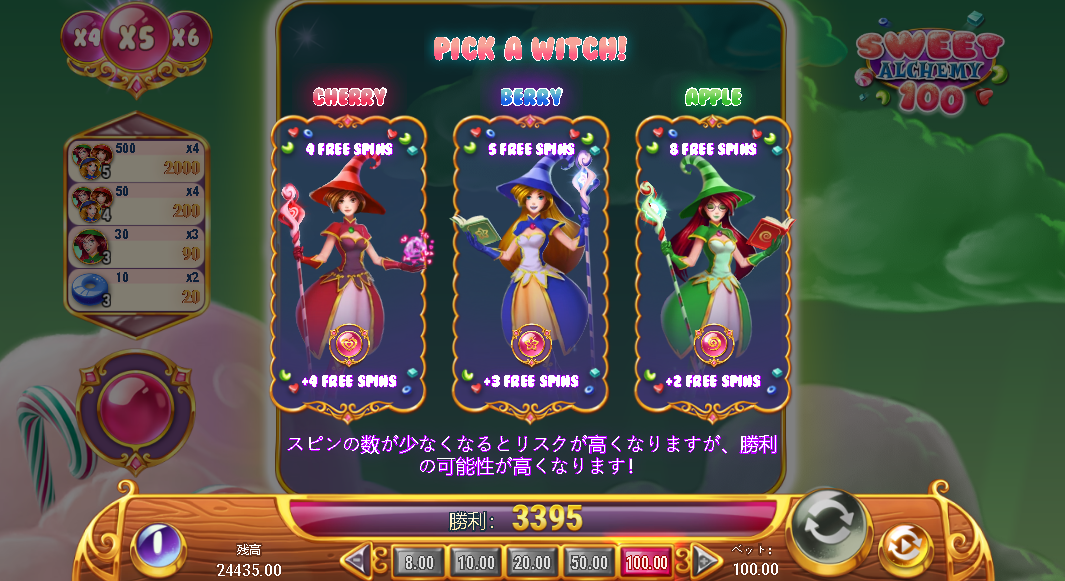 X4 X5 X6
PICK A WITCH!
SWEET
ALCHEMY
100
CHERRY
BERRY
APPLE
4 FREE SPINS
5 FREE SPINS
8 FREE SPINS
500 x4
5 2000
50 x4
4 200
30 x3
3 90
10 x2
3 20
+4 FREE SPINS
+3 FREE SPINS
+2 FREE SPINS
スピンの数が少なくなるとリスクが高くなりますが、勝利
の可能性が高くなります!
勝利: 3395
残高
24435.00
8.00
10.00
20.00
50.00
100.00
ベット:
100.00